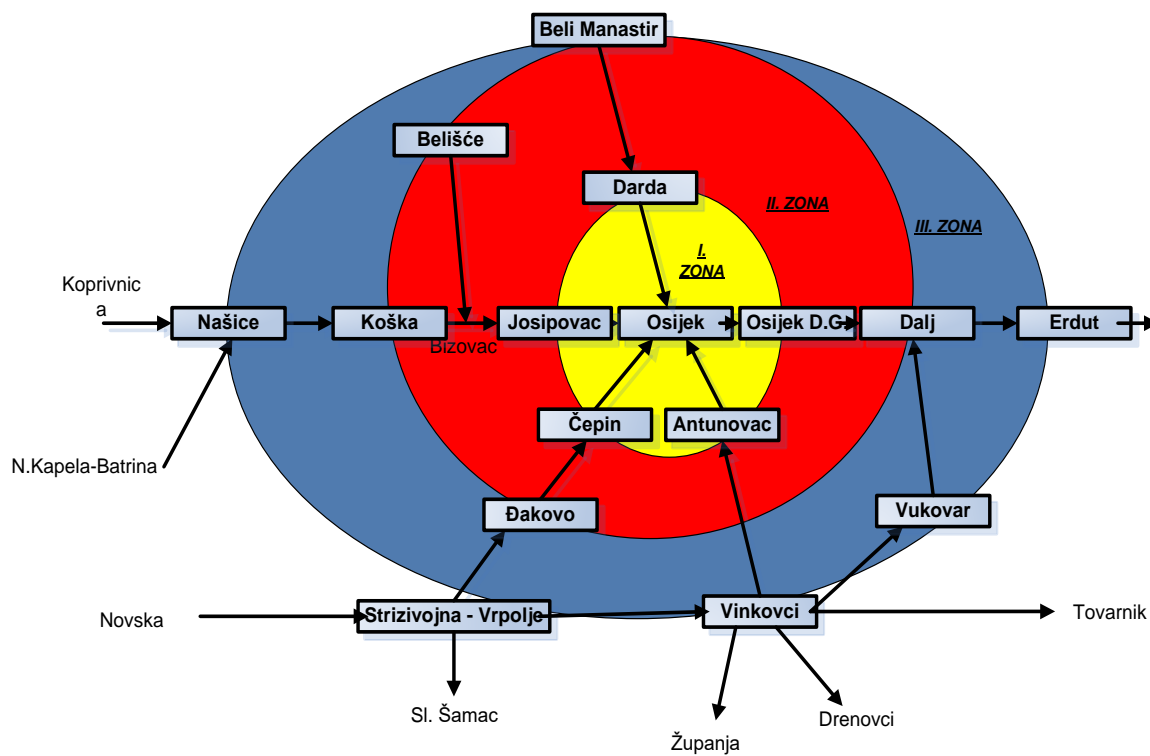 Beli Manastir
Belišće
Darda
II. ZONA
III. ZONA
I.
ZONA
Koprivnic
a
Našice
Koška
Bizovac
Josipovac
Osijek
Osijek D.G
Dalj
Erdut
Čepin
Antunovac
N.Kapela-Batrina
Đakovo
Vukovar
Novska
Strizivojna - Vrpolje
Vinkovci
Tovarnik
Sl. Šamac
Županja
Drenovci